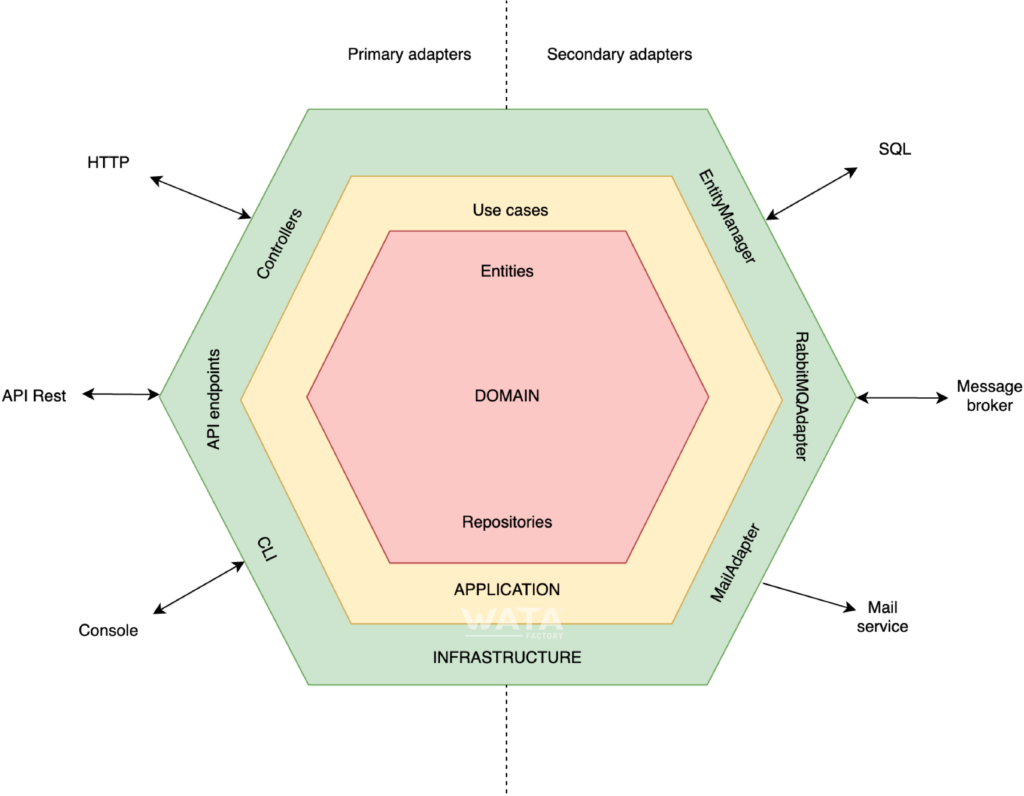 Primary adapters
Secondary adapters
HTTP
SQL
Controllers
EntityManager
Use cases
Entities
API Rest
API endpoints
DOMAIN
RabbitMQAdapter
Message
broker
Repositories
CLI
MailAdapter
Console
APPLICATION
WATA
FACTORY
Mail
service
INFRASTRUCTURE